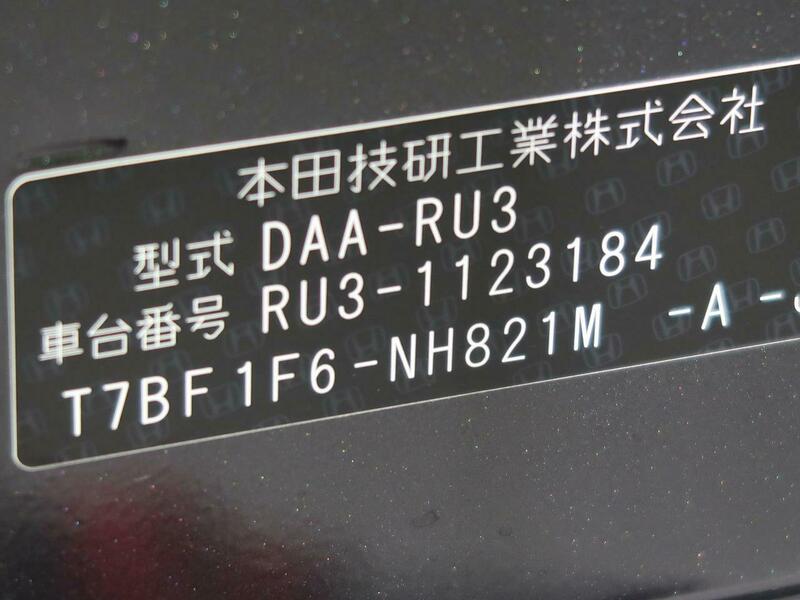 本田技研工業株式会社
型式 DAA-RU3
車台番号 RU3-1123184
T7BF1F6-NH821M -A -